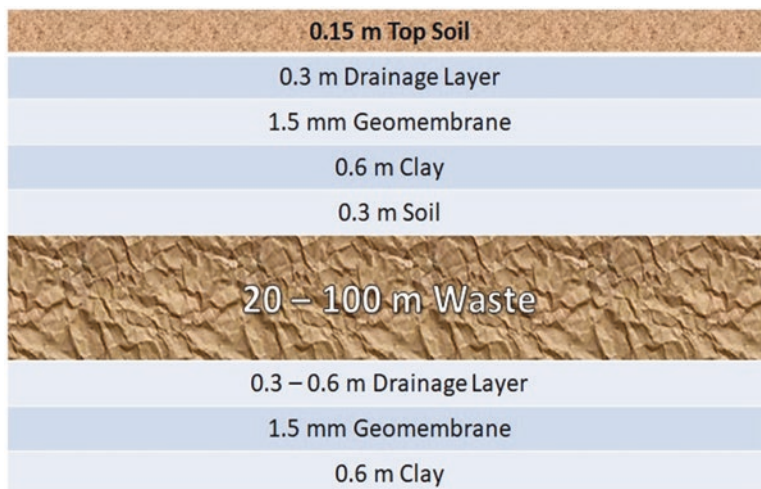 0.15 m Top Soil
0.3 m Drainage Layer
1.5 mm Geomembrane
0.6 m Clay
0.3 m Soil
20 – 100 m Waste
0.3 – 0.6 m Drainage Layer
1.5 mm Geomembrane
0.6 m Clay